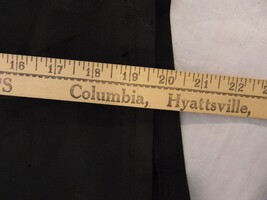 16 17 18 19 20 21 22
S Columbia, Hyattsville,